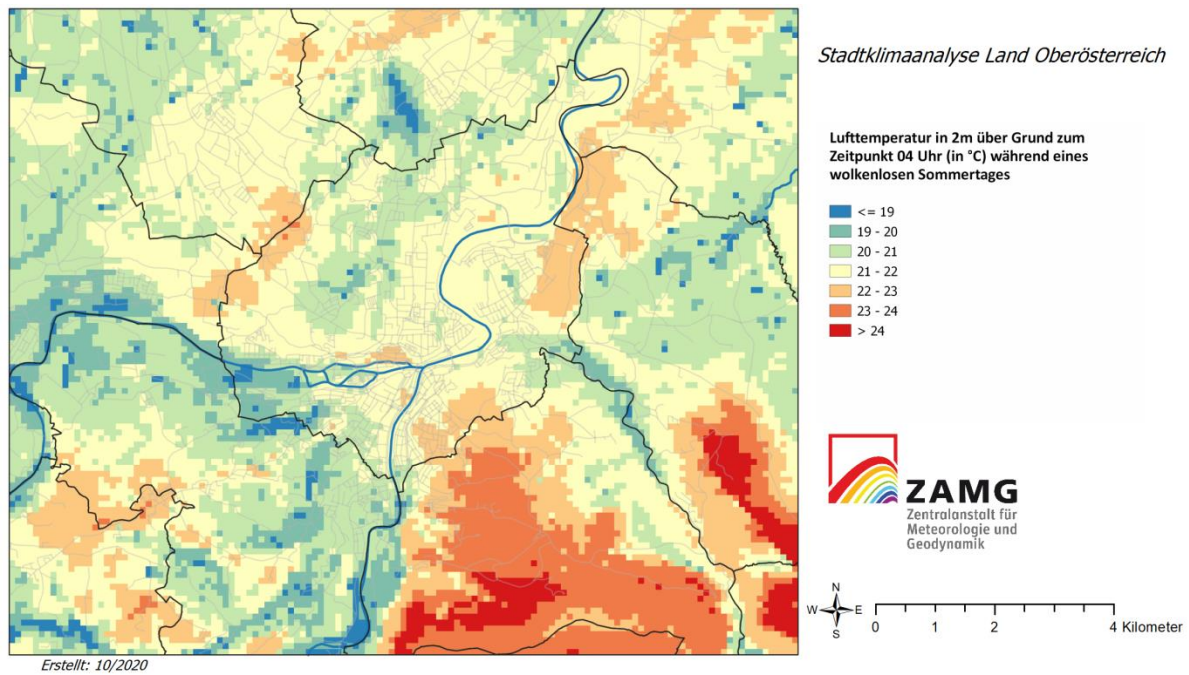 Stadtklimaanalyse Land Oberösterreich
Lufttemperatur in 2m über Grund zum
Zeitpunkt 04 Uhr (in °C) während eines
wolkenlosen Sommertages
<= 19
19 - 20
20 - 21
21 - 22
22 - 23
23 - 24
> 24
ZAMG
Zentralanstalt für
Meteorologie und
Geodynamik
N
W E
S
0 1 2 4 Kilometer
Erstellt: 10/2020